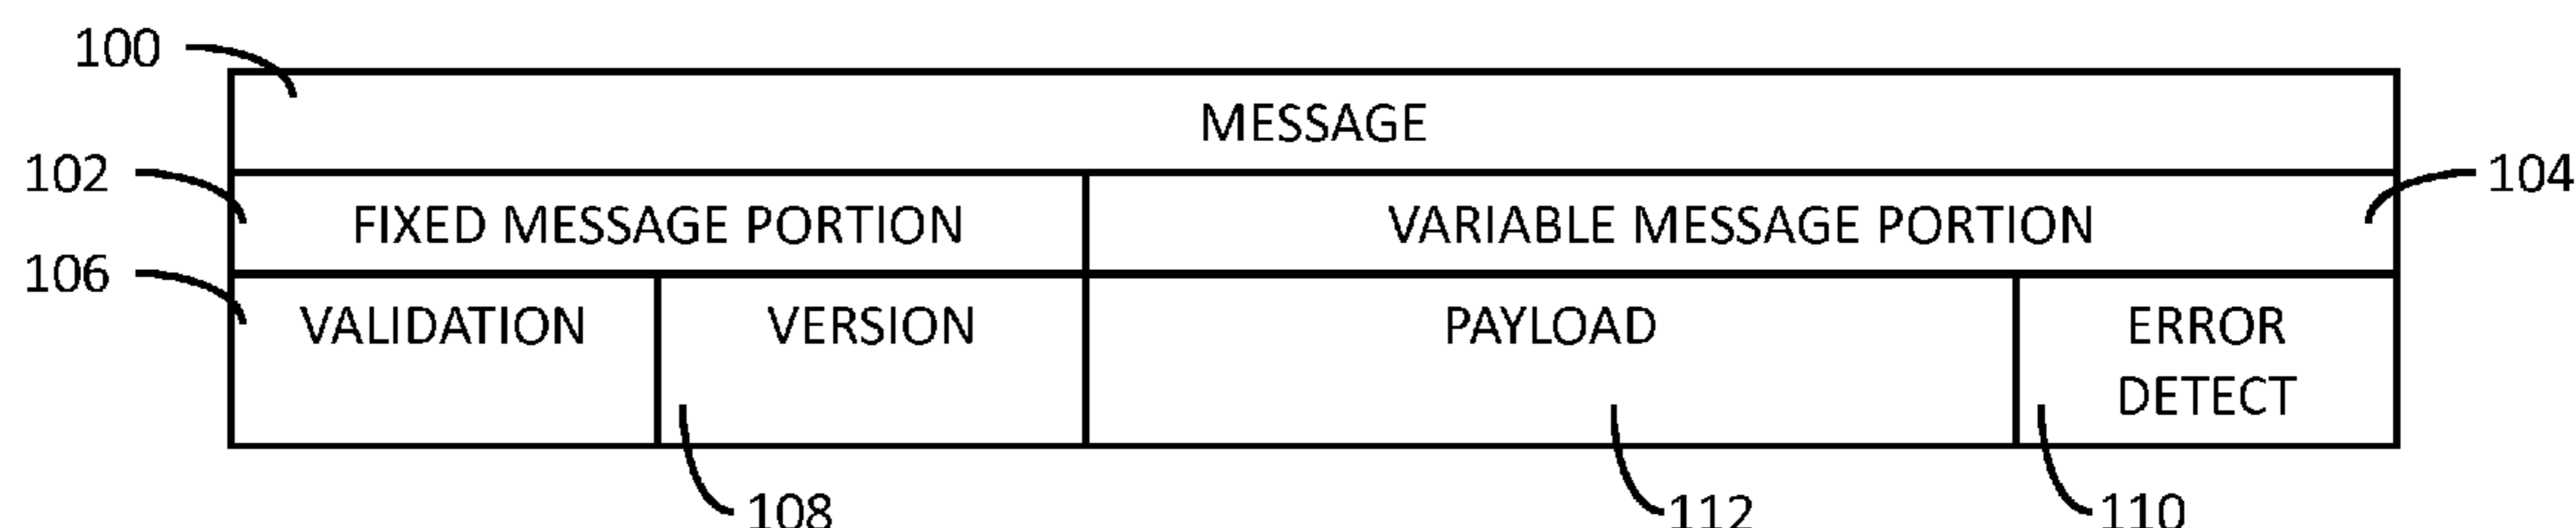 100
MESSAGE
102
104
FIXED MESSAGE PORTION
VARIABLE MESSAGE PORTION
106
VALIDATION
VERSION
PAYLOAD
ERROR
DETECT
108
112
110